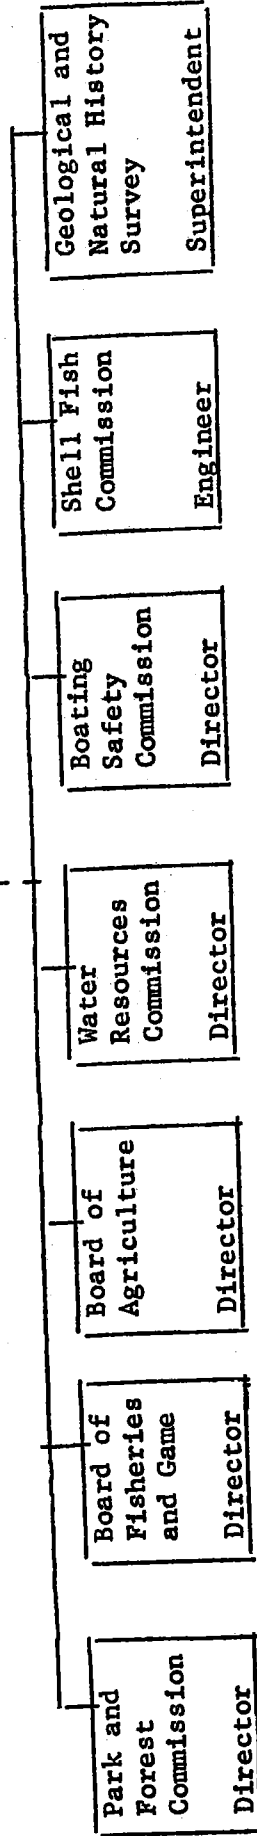 Park and
Forest
Commission
Director
Board of
Fisheries
and Game
Director
Board of
Agriculture
Director
Water
Resources
Commission
Director
Boating
Safety
Commission
Director
Shell Fish
Commission
Engineer
Geological and
Natural History
Survey
Superintendent